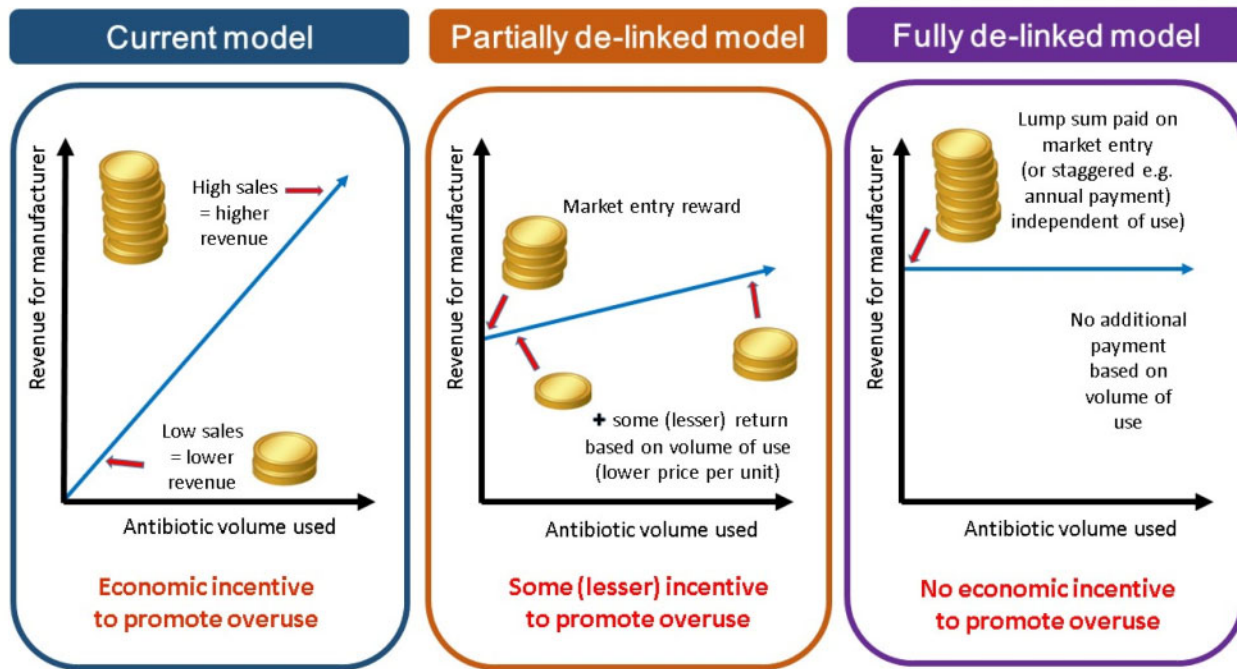 Current model
Revenue for manufacturer
High sales
= higher
revenue
Low sales
= lower
revenue
Antibiotic volume used
Economic incentive
to promote overuse
Partially de-linked model
Revenue for manufacturer
Market entry reward
+ some (lesser) return
based on volume of use
(lower price per unit)
Antibiotic volume used
Some (lesser) incentive
to promote overuse
Fully de-linked model
Revenue for manufacturer
Lump sum paid on
market entry
(or staggered e.g.
annual payment)
independent of use)
No additional
payment
based on
volume of
use
Antibiotic volume used
No economic incentive
to promote overuse